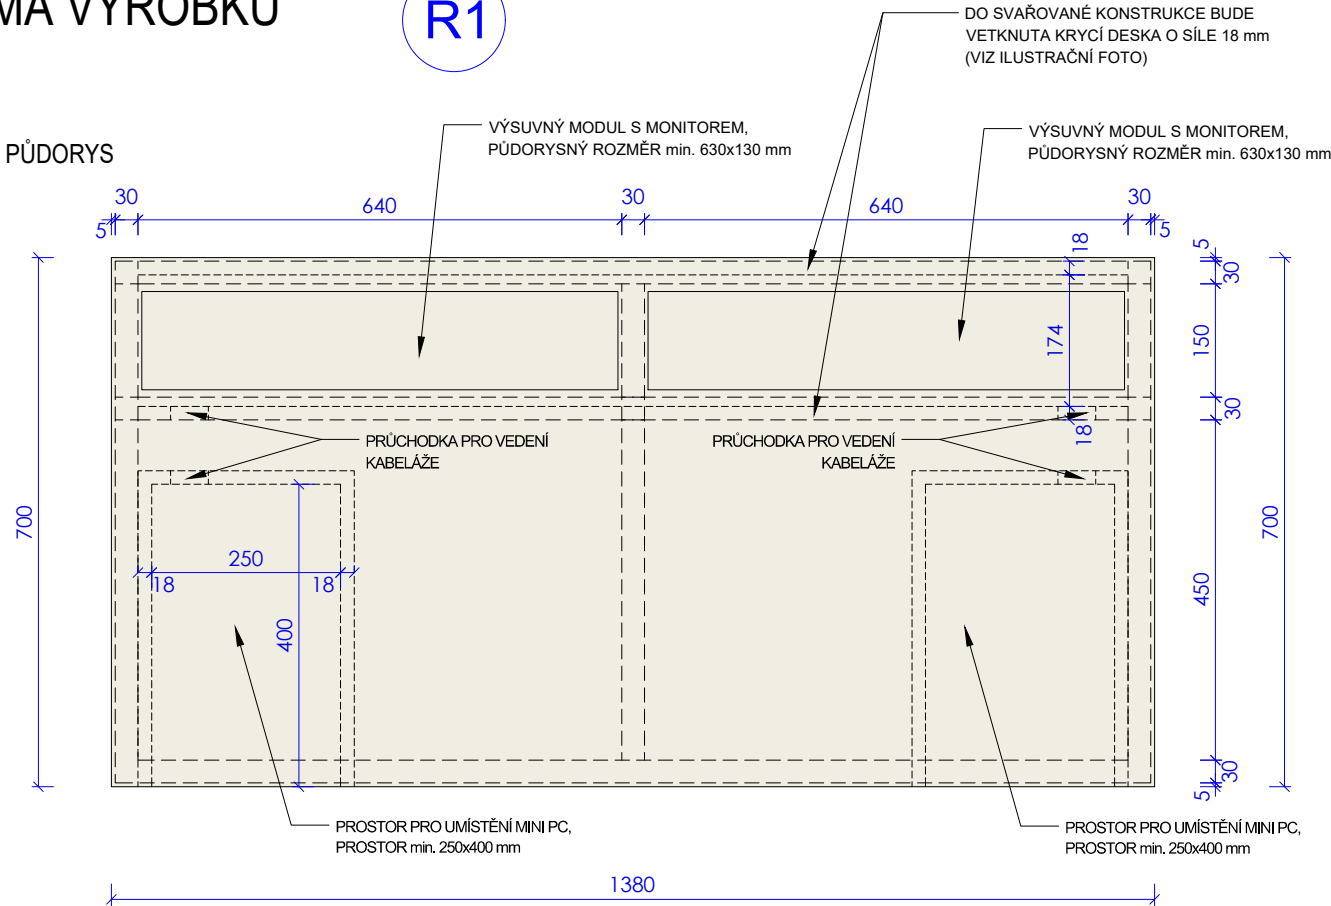 MA VÝROBKU
R1
DO SVAŘOVANÉ KONSTRUKCE BUDE
VETKNUTA KRYCÍ DESKA O SÍLE 18 mm
(VIZ ILUSTRAČNÍ FOTO)
VÝSUVNÝ MODUL S MONITOREM,
PŮDORYSNÝ ROZMĚR min. 630x130 mm
VÝSUVNÝ MODUL S MONITOREM,
PŮDORYSNÝ ROZMĚR min. 630x130 mm
PŮDORYS
30
640
30
640
30
5
5
18
5
30
174
150
30
18
PRŮCHODKA PRO VEDENÍ
KABELÁŽE
PRŮCHODKA PRO VEDENÍ
KABELÁŽE
700
700
250
18
18
400
450
30
5
PROSTOR PRO UMÍSTĚNÍ MINI PC,
PROSTOR min. 250x400 mm
PROSTOR PRO UMÍSTĚNÍ MINI PC,
PROSTOR min. 250x400 mm
1380